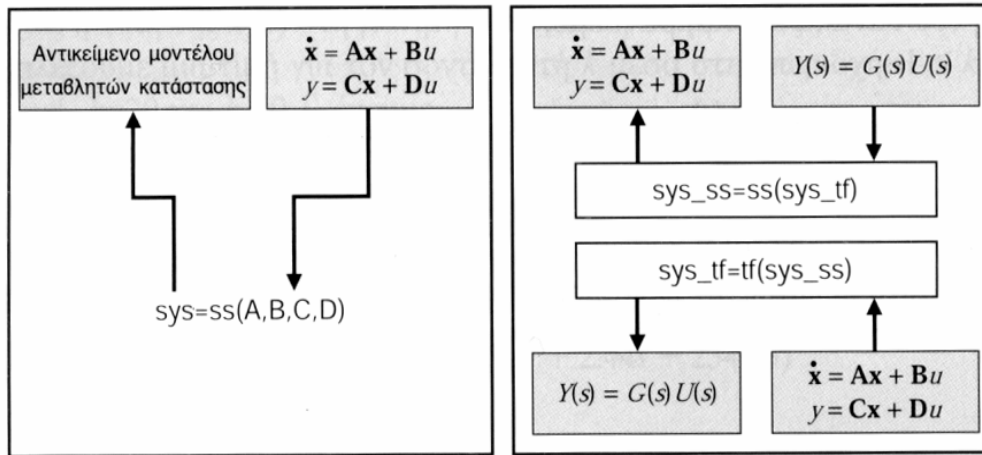 Αντικείμενο μοντέλου
μεταβλητών κατάστασης
ẋ = Ax + Bu
y = Cx + Du
sys=ss(A,B,C,D)
ẋ = Ax + Bu
y = Cx + Du
Y(s) = G(s) U(s)
sys_ss=ss(sys_tf)
sys_tf=tf(sys_ss)
Y(s) = G(s) U(s)
ẋ = Ax + Bu
y = Cx + Du